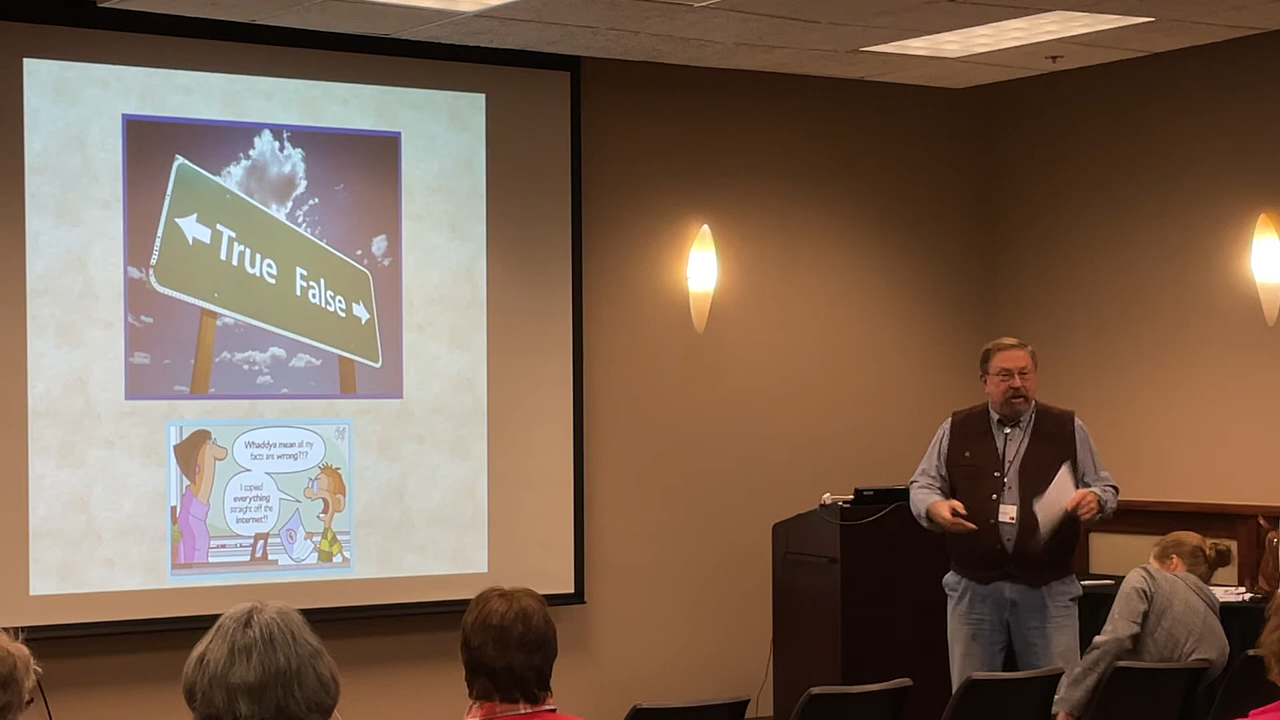 True False
Whaddya mean all my
facts are wrong?!?
I copied
everything
straight off the
internet!!